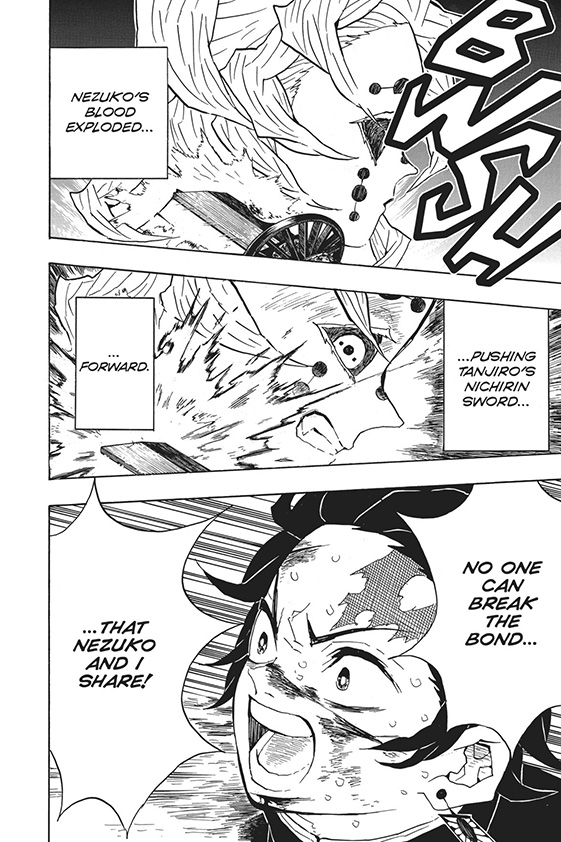 BWSH
NEZUKO'S
BLOOD
EXPLODED...
...PUSHING
TANJIRO'S
NICHIRIN
SWORD...
...
FORWARD.
NO ONE
CAN
BREAK
THE
BOND...
...THAT
NEZUKO
AND I
SHARE!